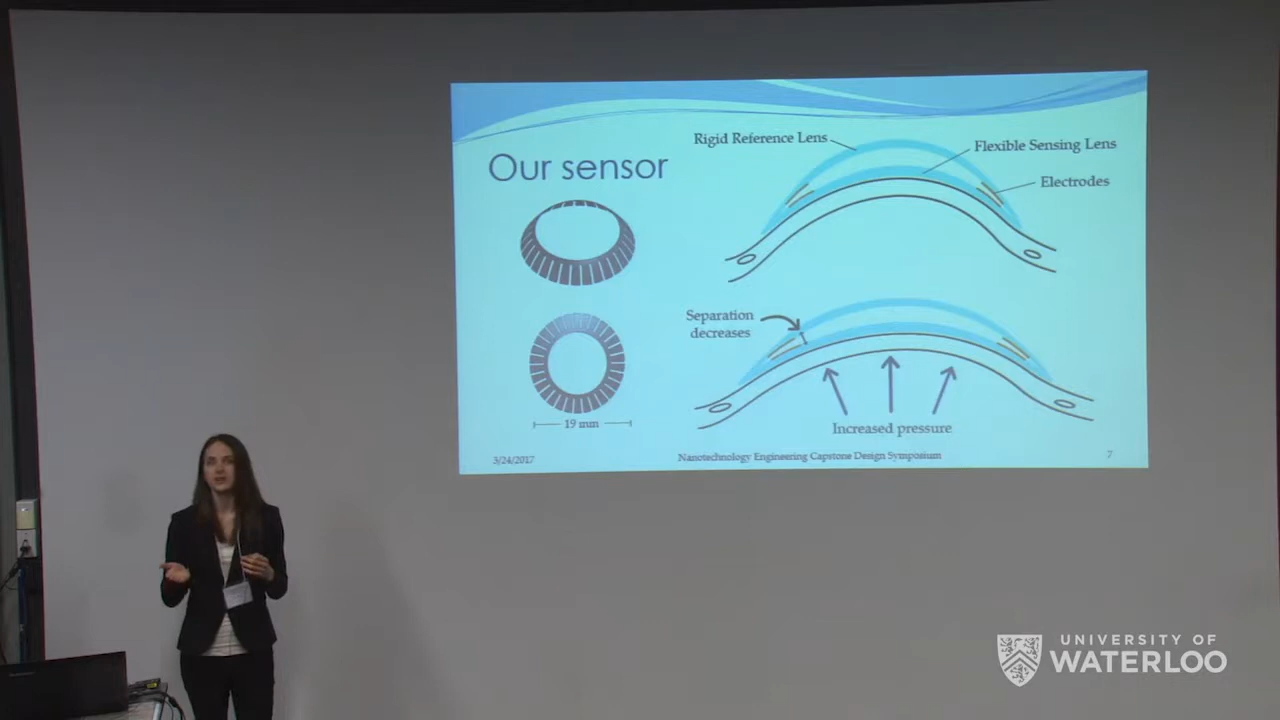 Our sensor
Rigid Reference Lens
Flexible Sensing Lens
Electrodes
Separation
decreases
19 mm
Increased pressure
3/24/2017
Nanotechnology Engineering Capstone Design Symposium
7
UNIVERSITY OF
WATERLOO